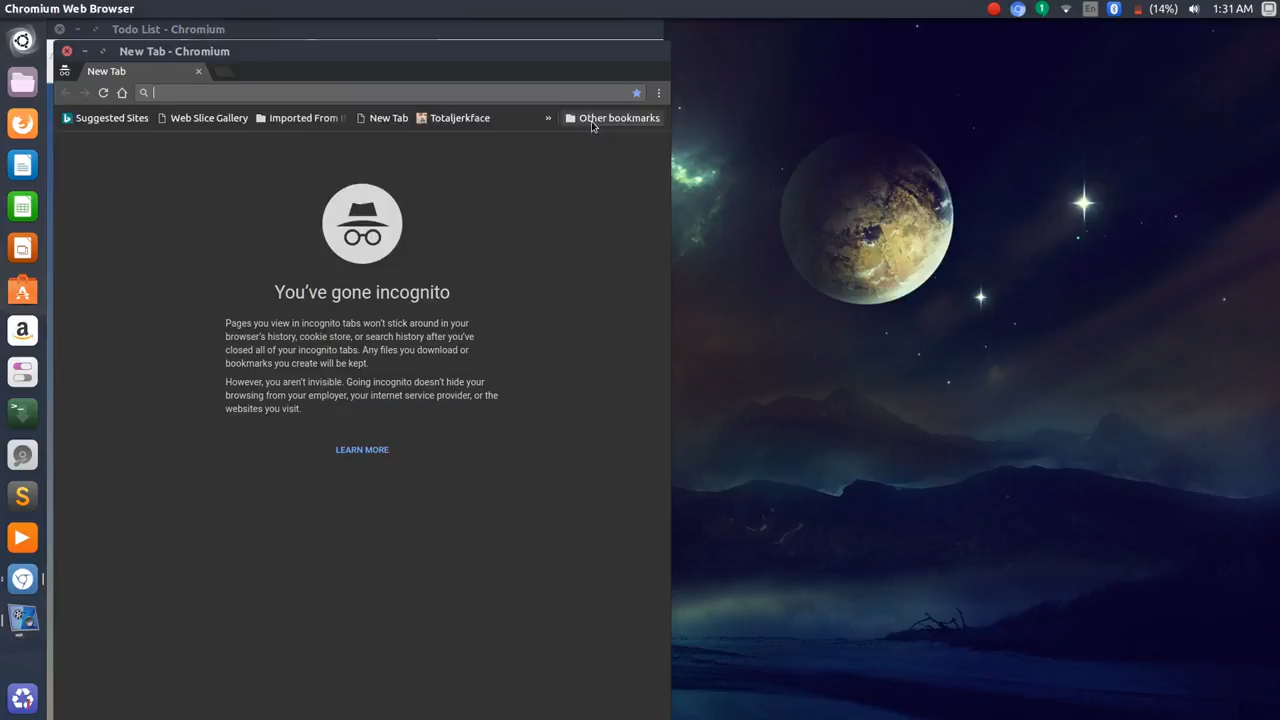 Chromium Web Browser
1
En
(14%)
1:31 AM
Todo List - Chromium
New Tab - Chromium
New Tab
Suggested Sites
Web Slice Gallery
Imported From I
New Tab
Totaljerkface
»
Other bookmarks
You've gone incognito
Pages you view in incognito tabs won't stick around in your
browser's history, cookie store, or search history after you've
closed all of your incognito tabs. Any files you download or
bookmarks you create will be kept.
However, you aren't invisible. Going incognito doesn't hide your
browsing from your employer, your internet service provider, or the
websites you visit.
LEARN MORE